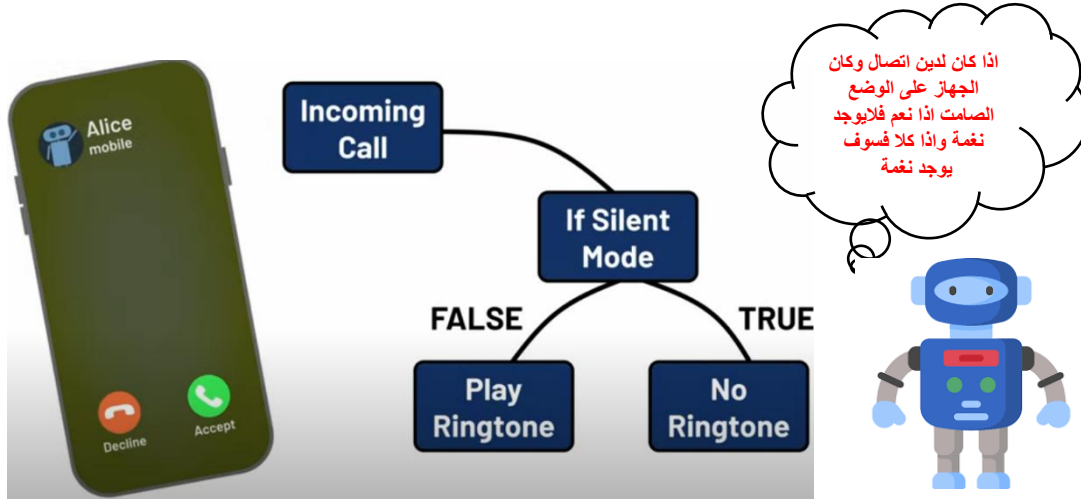 Alice
mobile
Decline
Accept
Incoming
Call
If Silent
Mode
FALSE
TRUE
Play
Ringtone
No
Ringtone
اذا كان لدين اتصال وكان
الجهاز على الوضع
الصامت اذا نعم فلايوجد
نغمة واذا كلا فسوف
يوجد نغمة